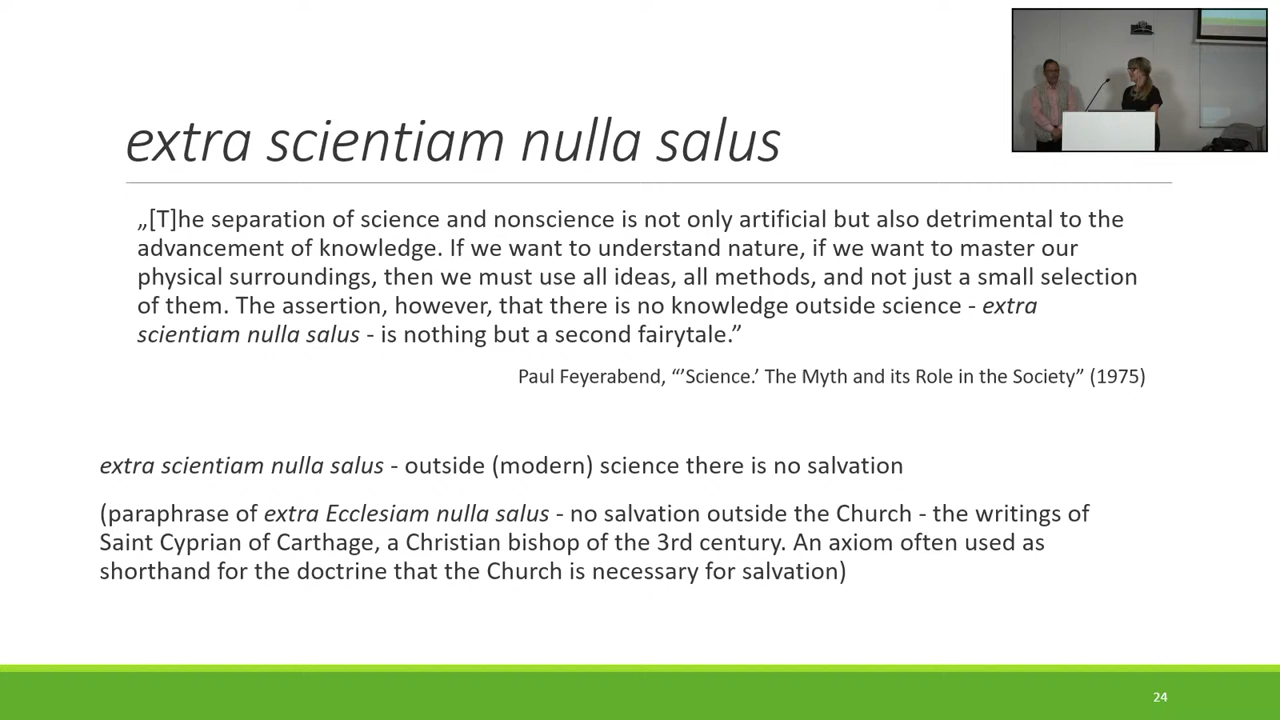 extra scientiam nulla salus
„[T]he separation of science and nonscience is not only artificial but also detrimental to the
advancement of knowledge. If we want to understand nature, if we want to master our
physical surroundings, then we must use all ideas, all methods, and not just a small selection
of them. The assertion, however, that there is no knowledge outside science - extra
scientiam nulla salus - is nothing but a second fairytale.”
Paul Feyerabend, “’Science.’ The Myth and its Role in the Society” (1975)
extra scientiam nulla salus - outside (modern) science there is no salvation
(paraphrase of extra Ecclesiam nulla salus - no salvation outside the Church - the writings of
Saint Cyprian of Carthage, a Christian bishop of the 3rd century. An axiom often used as
shorthand for the doctrine that the Church is necessary for salvation)
24